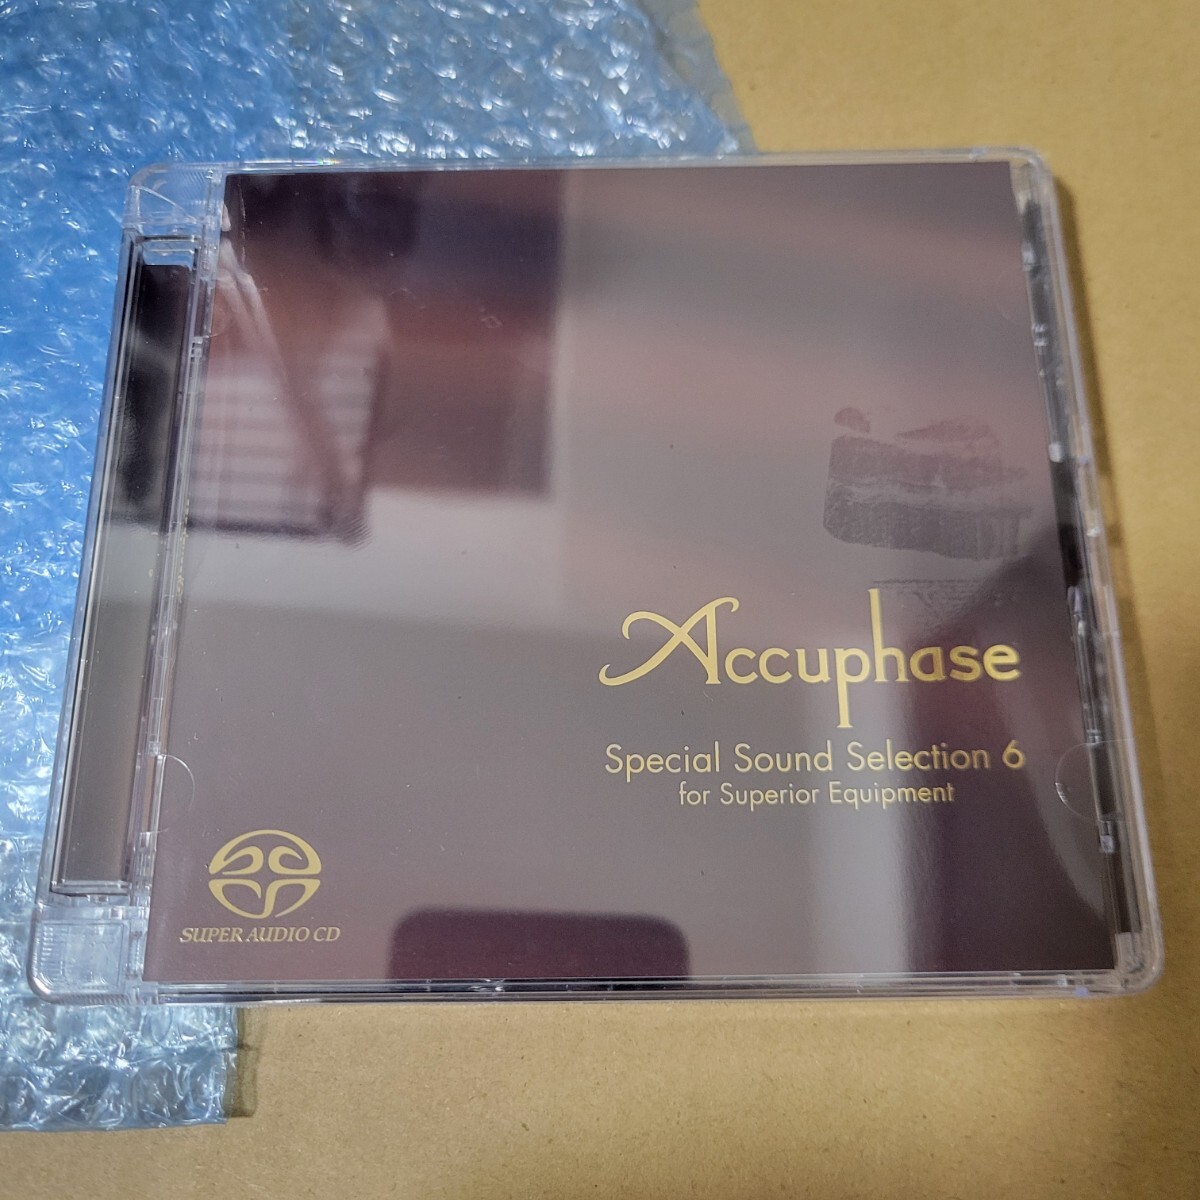 Accuphase
Special Sound Selection 6
for Superior Equipment
SUPER AUDIO CD